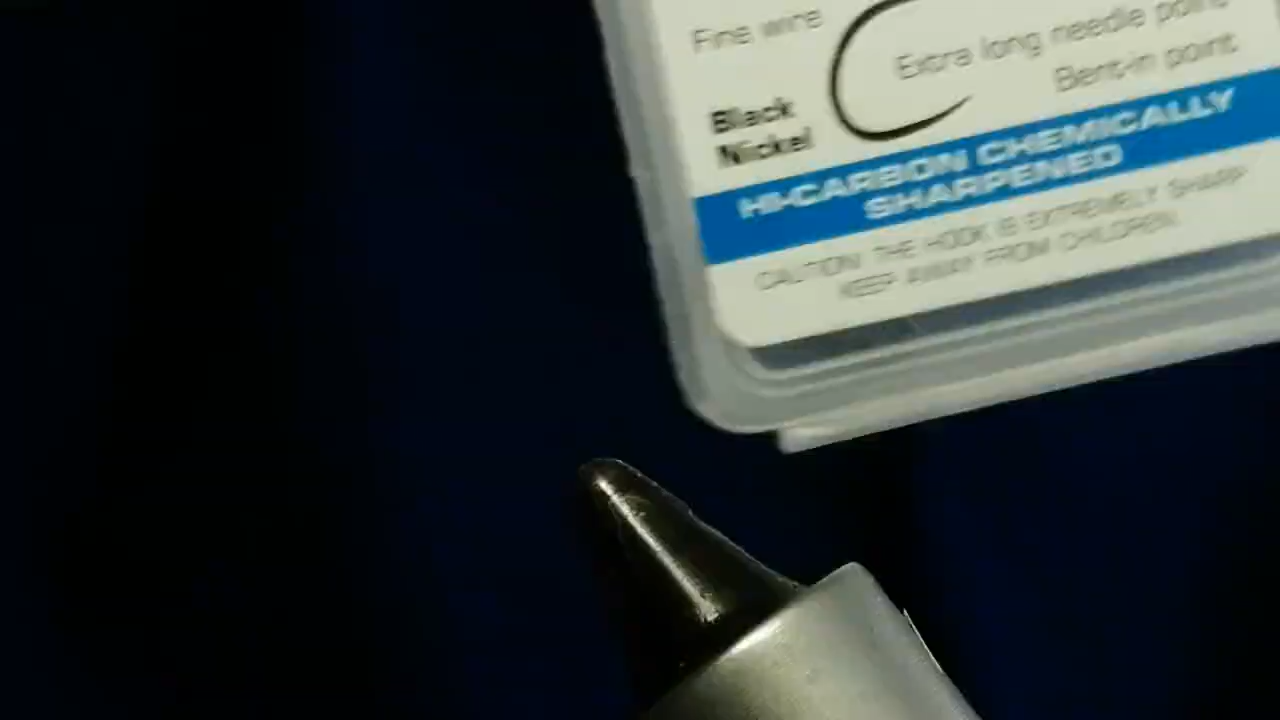 Fine wire
Extra long needle point
Bent-in point
Black
Nickel
HI-CARBON CHEMICALLY
SHARPENED
CAUTION: THE HOOK IS EXTREMELY SHARP
KEEP AWAY FROM CHILDREN.